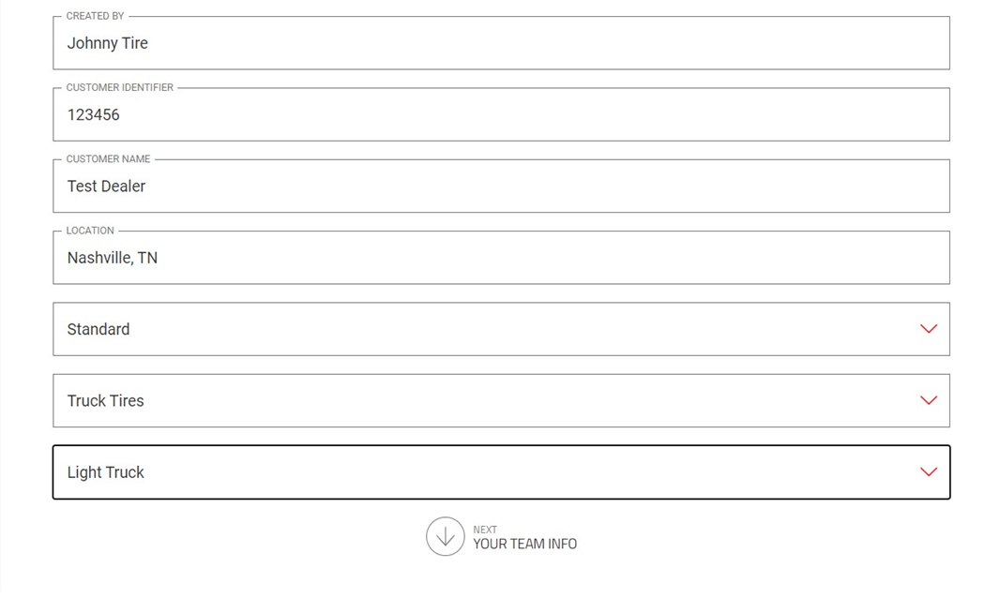 CREATED BY
Johnny Tire
CUSTOMER IDENTIFIER
123456
CUSTOMER NAME
Test Dealer
LOCATION
Nashville, TN
Standard
Truck Tires
Light Truck
NEXT
YOUR TEAM INFO